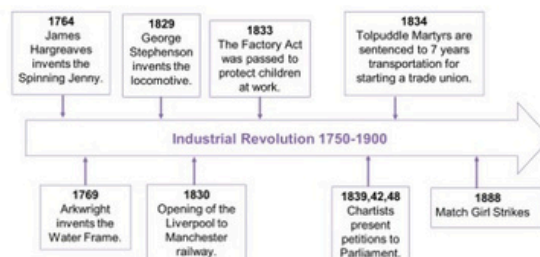 1764
James
Hargreaves
invents the
Spinning Jenny.
1829
George
Stephenson
invents the
locomotive.
1833
The Factory Act
was passed to
protect children
at work.
1834
Tolpuddle Martyrs are
sentenced to 7 years
transportation for
starting a trade union.
Industrial Revolution 1750-1900
1769
Arkwright
invents the
Water Frame.
1830
Opening of the
Liverpool to
Manchester
railway.
1839,42,48
Chartists
present
petitions to
Parliament.
1888
Match Girl Strikes